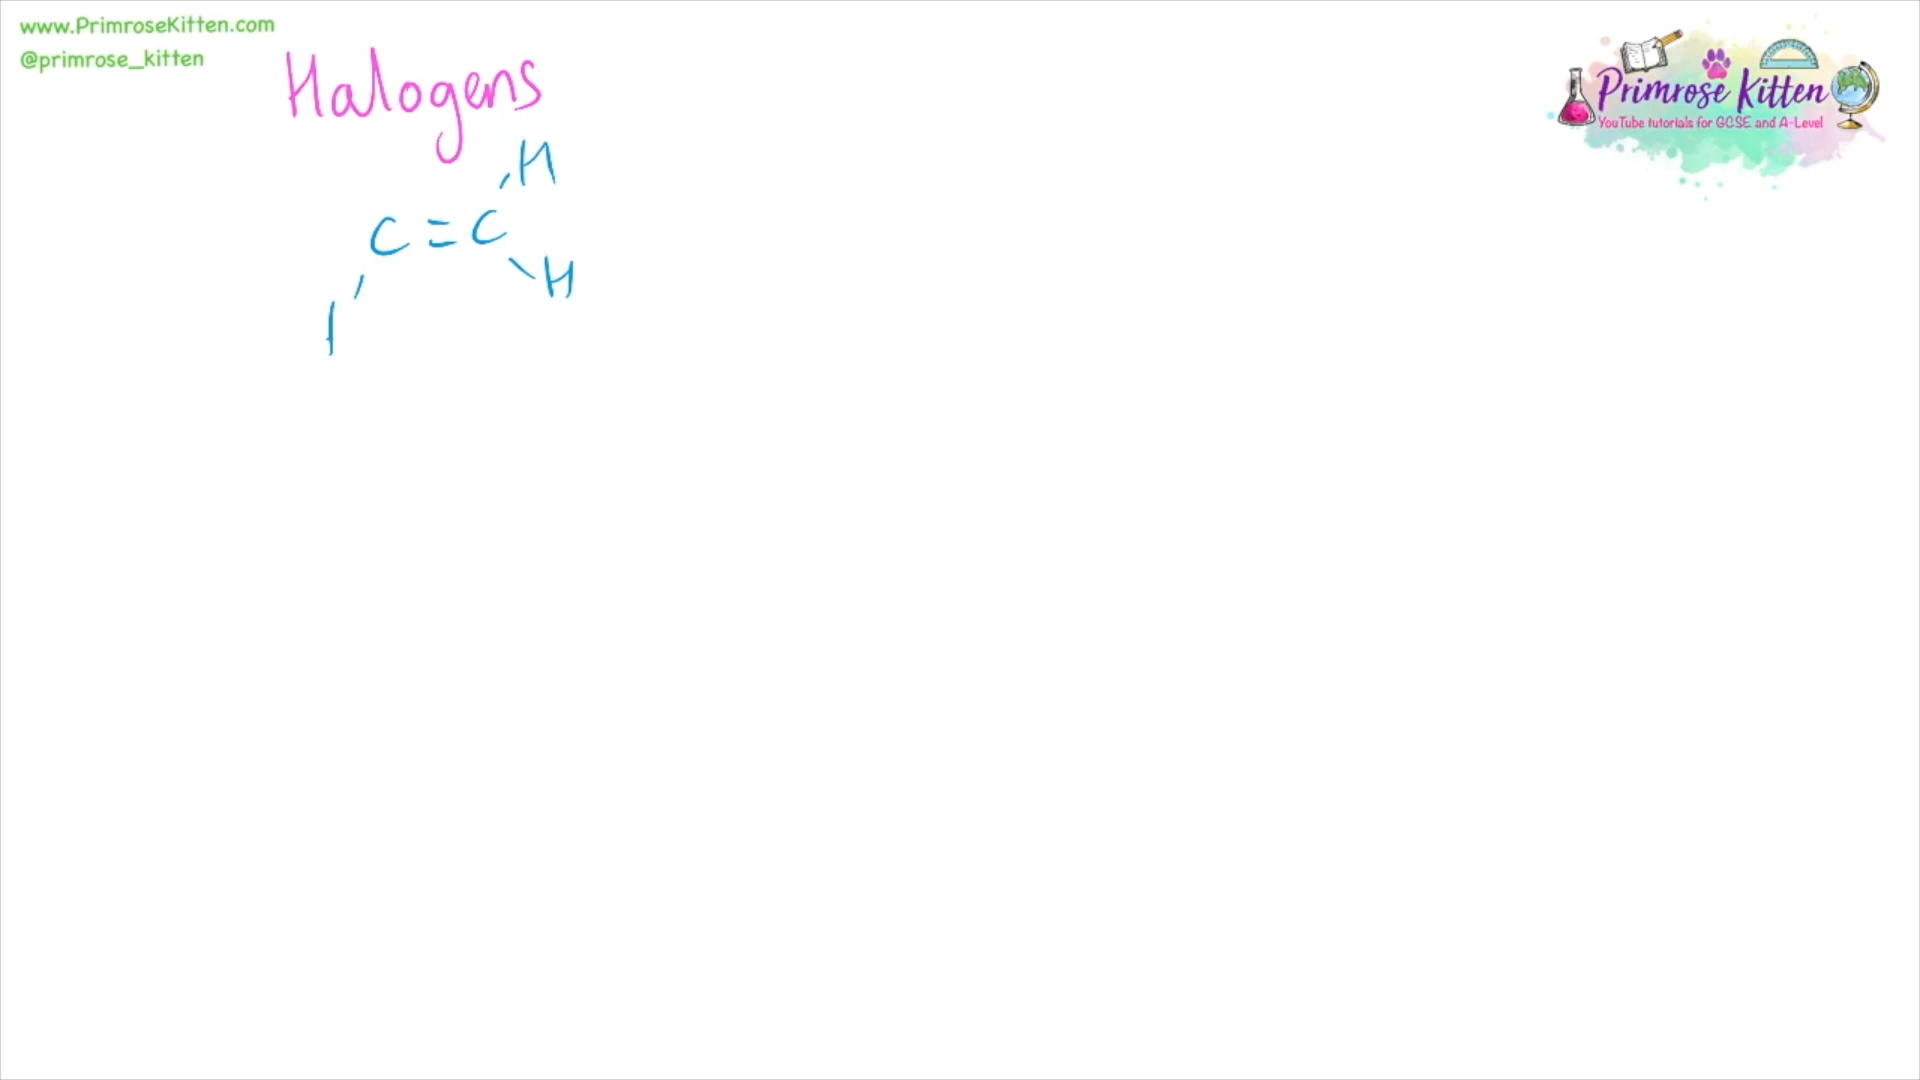 www.PrimroseKitten.com
@primrose_kitten
Halogens
Primrose Kitten
YouTube tutorials for GCSE and A-Level
H
C = C
H